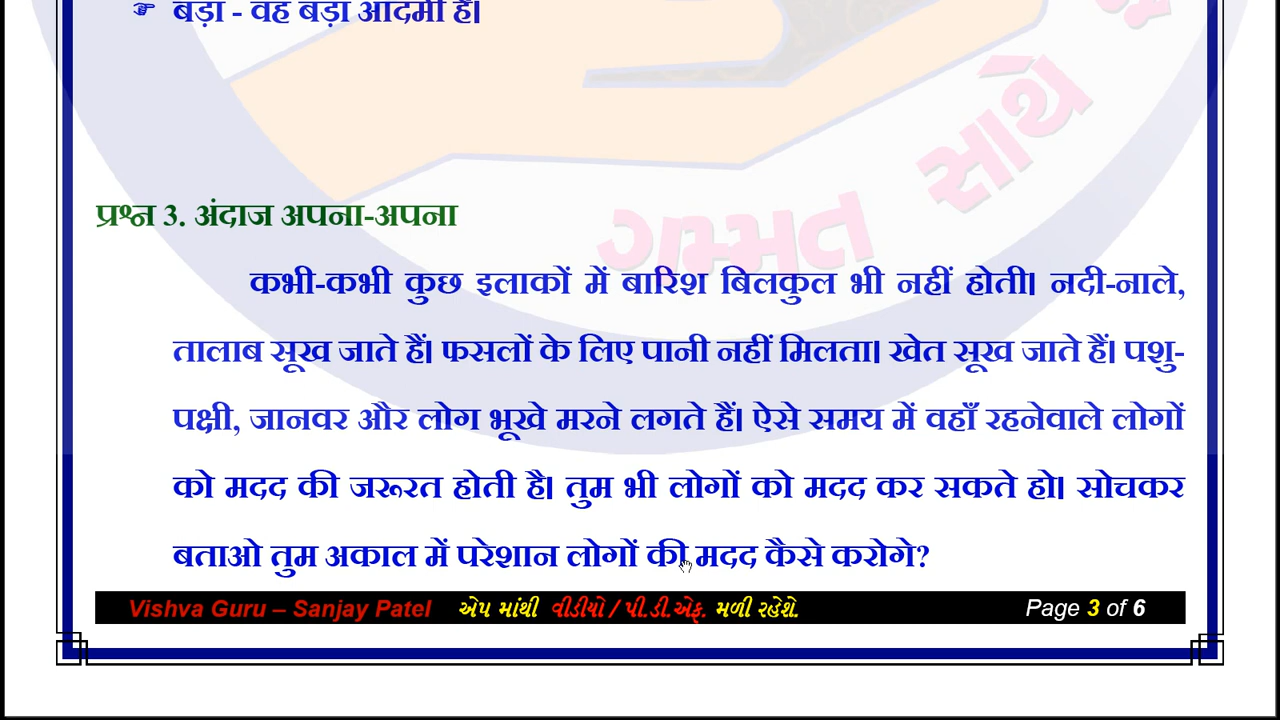 ☞ बड़ा - वह बड़ा आदमी है।
ગમ્મત સાથે
प्रश्न 3. अंदाज अपना-अपना
कभी-कभी कुछ इलाकों में बारिश बिलकुल भी नहीं होती। नदी-नाले,
तालाब सूख जाते हैं। फसलों के लिए पानी नहीं मिलता। खेत सूख जाते हैं। पशु-
पक्षी, जानवर और लोग भूखे मरने लगते हैं। ऐसे समय में वहाँ रहनेवाले लोगों
को मदद की जरूरत होती है। तुम भी लोगों को मदद कर सकते हो। सोचकर
बताओ तुम अकाल में परेशान लोगों की मदद कैसे करोगे?
Vishva Guru – Sanjay Patel એપ માંથી વીડીયો / પી.ડી.એફ. મળી રહેશે. Page 3 of 6